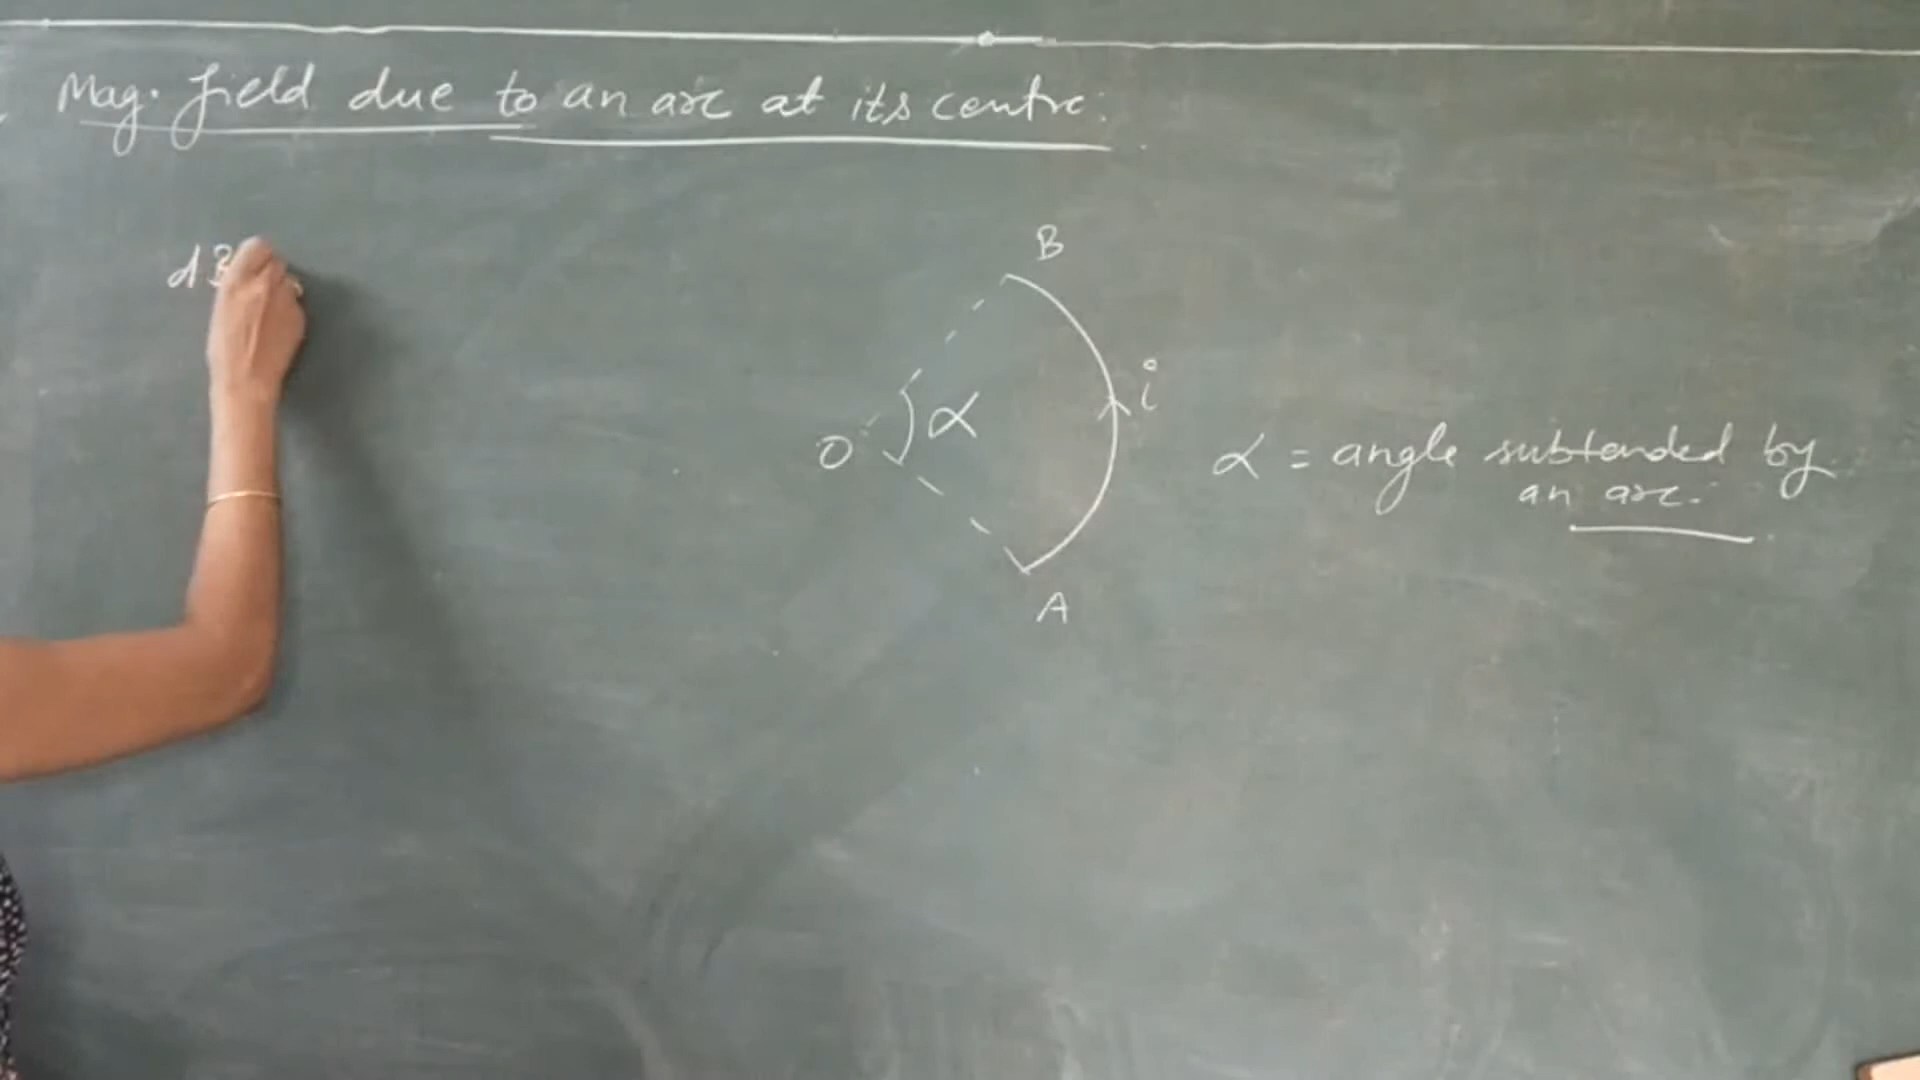 Mag. field due to an arc at its centre:
dB
B
i
α
O
α = angle subtended by
an arc.
A